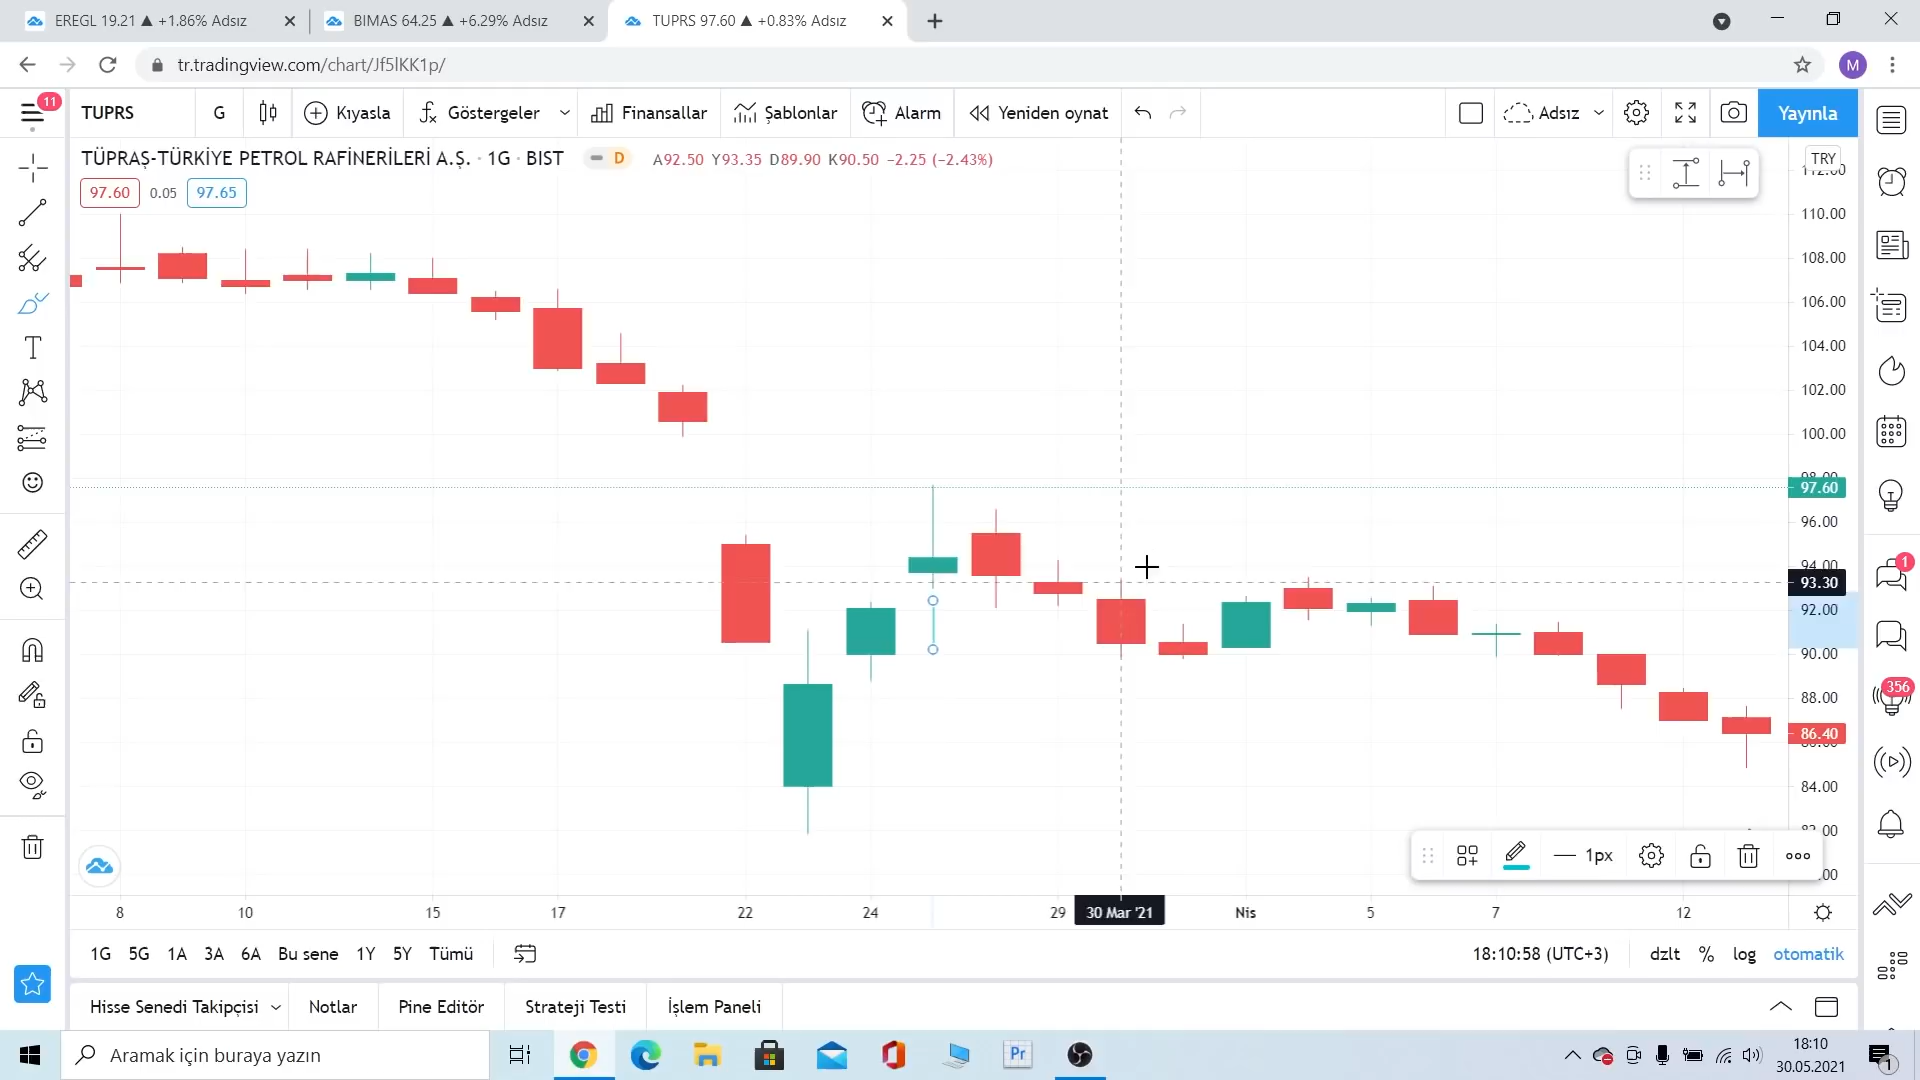 EREGL 19.21 ▲ +1.86% Adsız
BIMAS 64.25 ▲ +6.29% Adsız
TUPRS 97.60 ▲ +0.83% Adsız
tr.tradingview.com/chart/Jf5lKK1p/
M
11
TUPRS
G
Kıyasla
Göstergeler
Finansallar
Şablonlar
Alarm
Yeniden oynat
Adsız
Yayınla
TÜPRAŞ-TÜRKİYE PETROL RAFİNERİLERİ A.Ş. · 1G · BIST
D
A92.50 Y93.35 D89.90 K90.50 −2.25 (−2.43%)
TRY
97.60
0.05
97.65
110.00
108.00
106.00
104.00
102.00
100.00
97.60
96.00
94.00
93.30
92.00
90.00
88.00
86.40
84.00
1
356
1px
8
10
15
17
22
24
29
30 Mar '21
Nis
5
7
12
1G
5G
1A
3A
6A
Bu sene
1Y
5Y
Tümü
18:10:58 (UTC+3)
dzlt
%
log
otomatik
Hisse Senedi Takipçisi
Notlar
Pine Editör
Strateji Testi
İşlem Paneli
Aramak için buraya yazın
Pr
18:10
30.05.2021
1